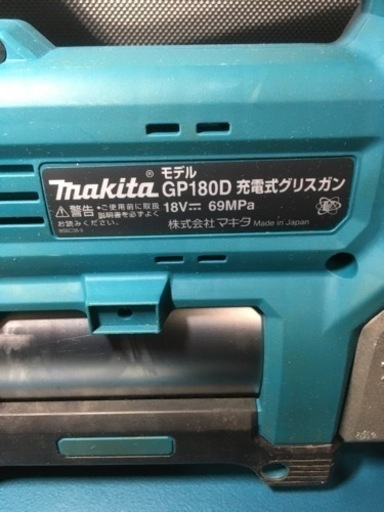 makita モデル GP180D 充電式グリスガン
⚠警告 •ご使用前に取扱説明書を必ずよくお読みください。
18V⎓ 69MPa
株式会社 マキタ Made in Japan